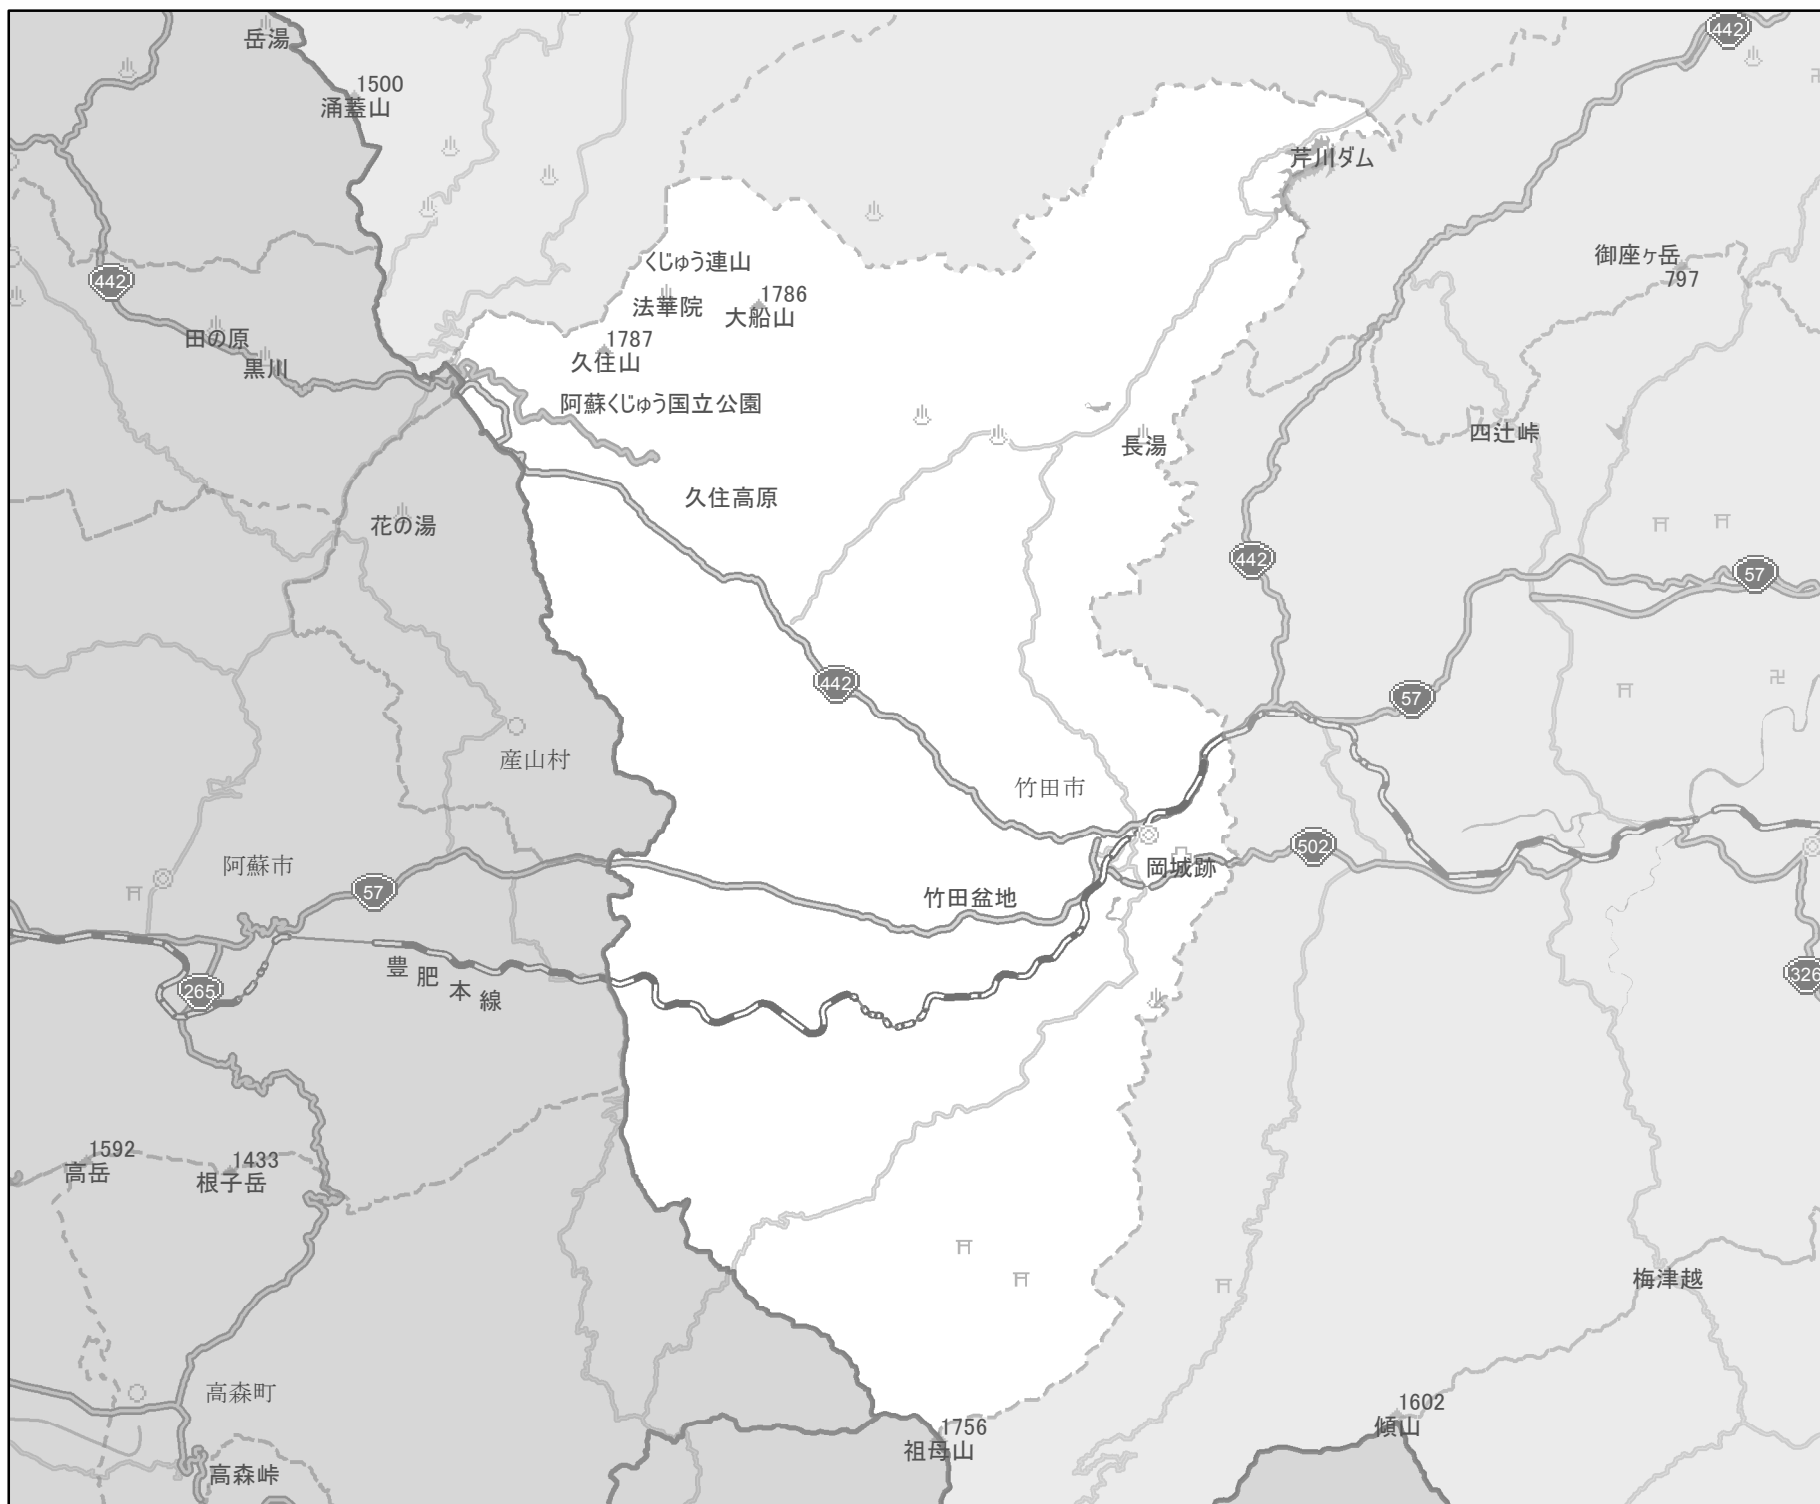 442
岳湯
1500
涌蓋山
芹川ダム
御座ヶ岳
797
くじゅう連山
442
法華院
1786
大船山
田の原
1787
久住山
黒川
阿蘇くじゅう国立公園
四辻峠
長湯
久住高原
花の湯
442
57
442
57
産山村
竹田市
502
阿蘇市
岡城跡
57
竹田盆地
豊肥本線
265
326
1592
高岳
1433
根子岳
梅津越
高森町
1602
傾山
1756
祖母山
高森峠